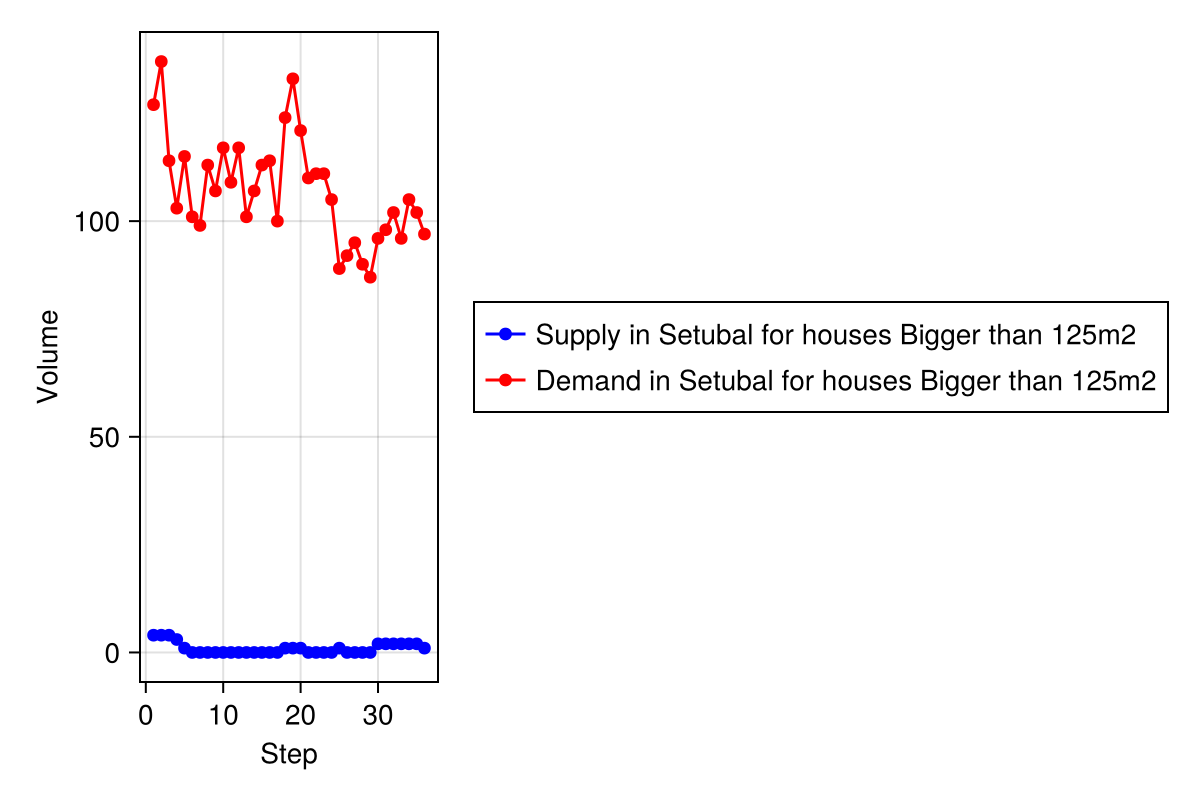 Volume
100
50
0
0 10 20 30
Step
Supply in Setubal for houses Bigger than 125m2
Demand in Setubal for houses Bigger than 125m2